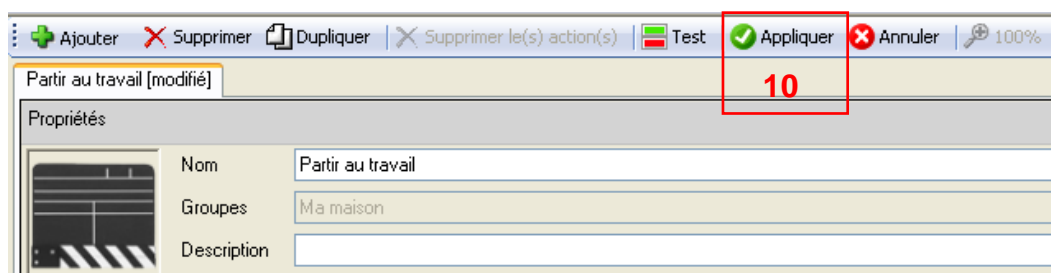 Ajouter Supprimer Dupliquer Supprimer le(s) action(s) Test Appliquer Annuler 100%
10
Partir au travail [modifié]
Propriétés
Nom Partir au travail
Groupes Ma maison
Description